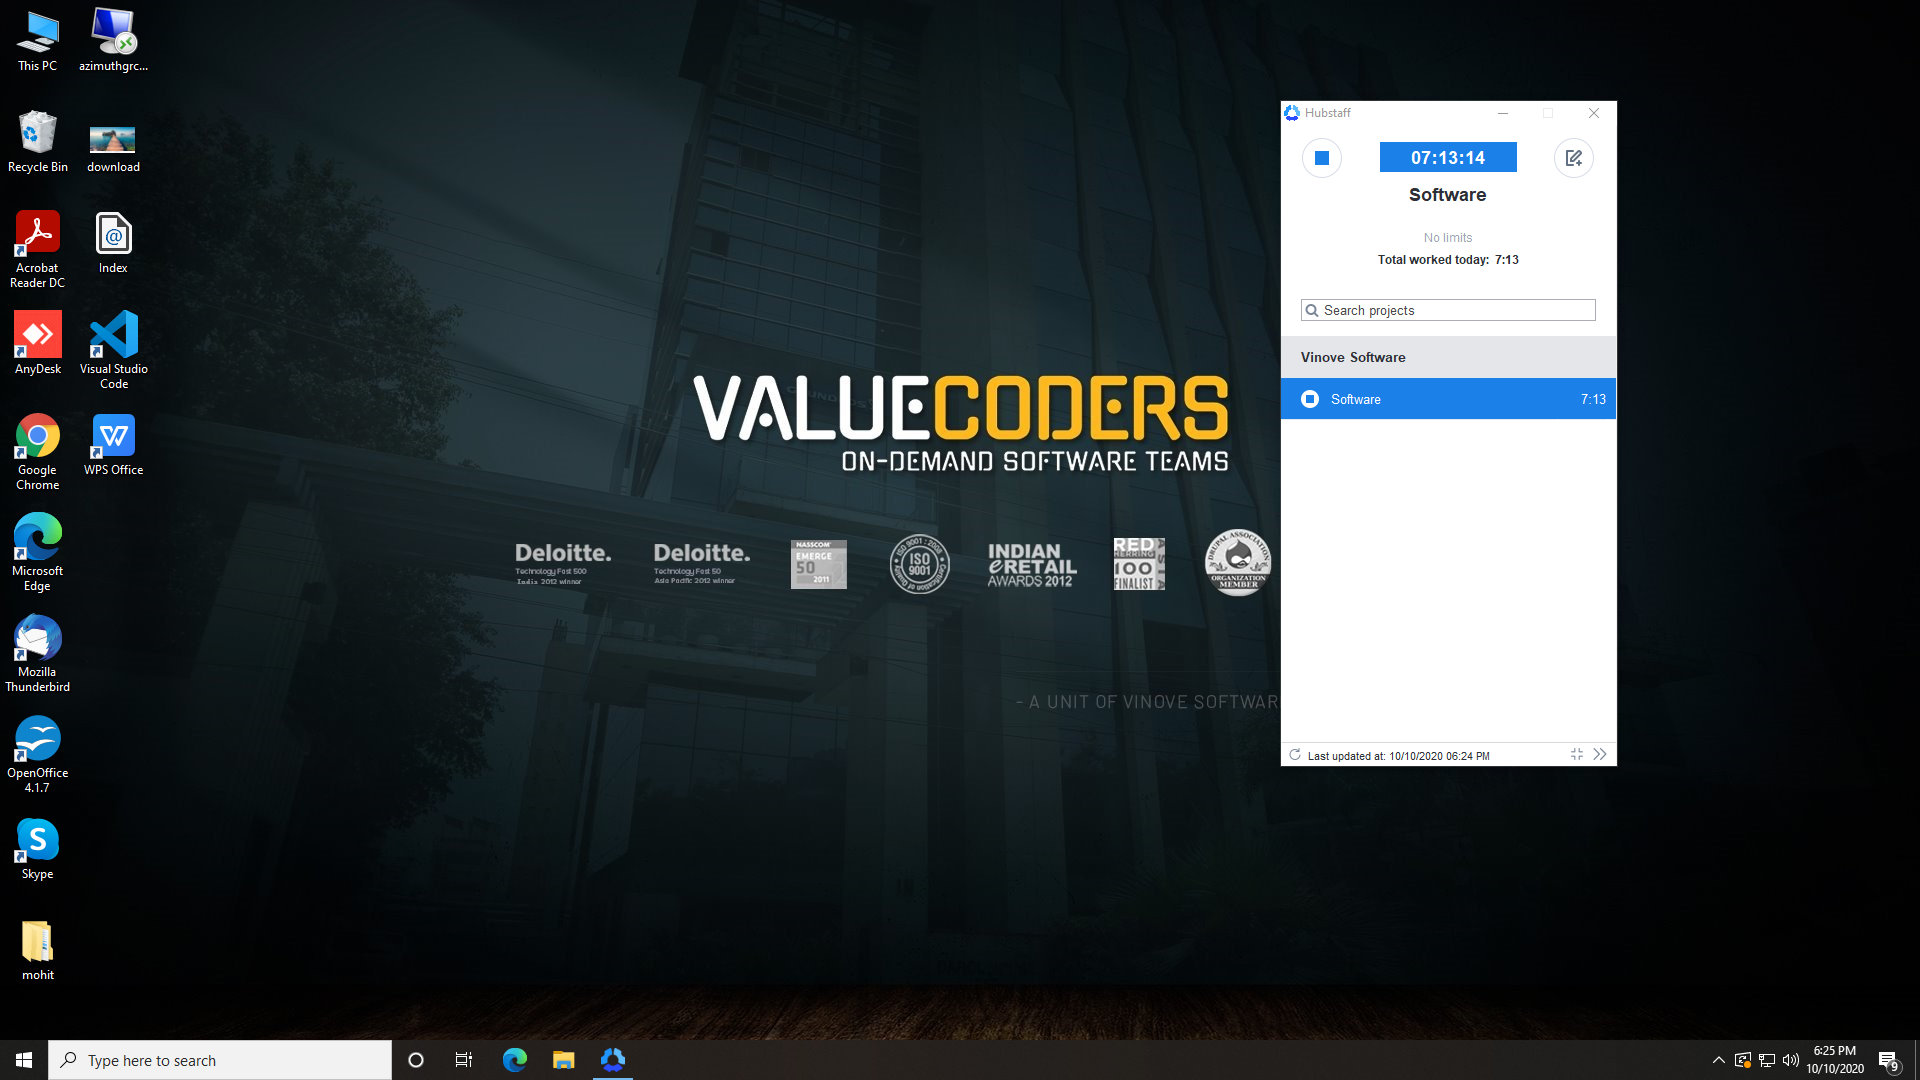 This PC
azimuthgrc...
Recycle Bin
download
Acrobat
Reader DC
Index
AnyDesk
Visual Studio
Code
Google
Chrome
WPS Office
Microsoft
Edge
Mozilla
Thunderbird
OpenOffice
4.1.7
Skype
mohit
VALUECODERS
ON-DEMAND SOFTWARE TEAMS
Deloitte.
Technology Fast 500
India 2012 winner
Deloitte.
Technology Fast 50
Asia Pacific 2012 winner
NASSCOM
EMERGE
50
2011
ISO 9001 : 2008
ISO
9001
INDIAN
eRETAIL
AWARDS 2012
RED
HERRING
100
FINALIST
ASIA
DRUPAL ASSOCIATION
ORGANIZATION
MEMBER
- A UNIT OF VINOVE SOFTWAR
Hubstaff
07:13:14
Software
No limits
Total worked today: 7:13
Search projects
Vinove Software
Software 7:13
Last updated at: 10/10/2020 06:24 PM
Type here to search
6:25 PM
10/10/2020
9